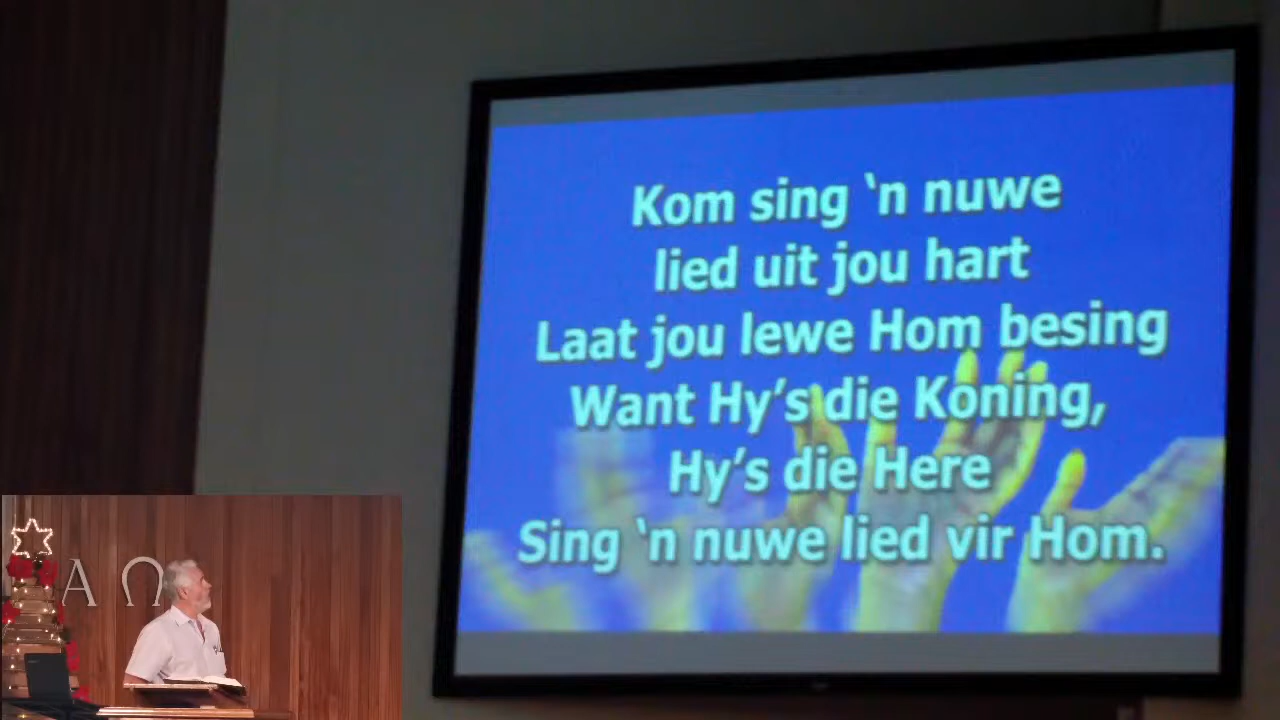 Kom sing ‘n nuwe
lied uit jou hart
Laat jou lewe Hom besing
Want Hy’s die Koning,
Hy’s die Here
Sing ‘n nuwe lied vir Hom.
Α Ω